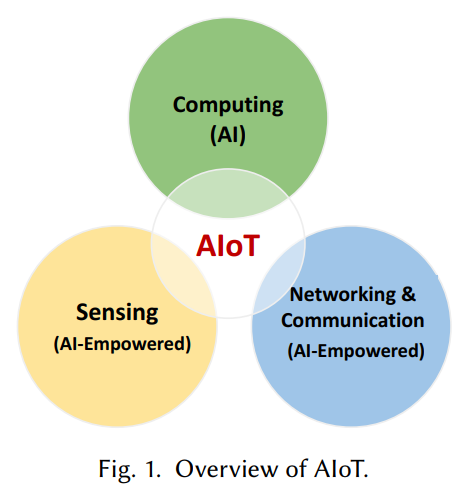 Computing
(AI)
AIoT
Sensing
(AI-Empowered)
Networking &
Communication
(AI-Empowered)
Fig. 1. Overview of AIoT.